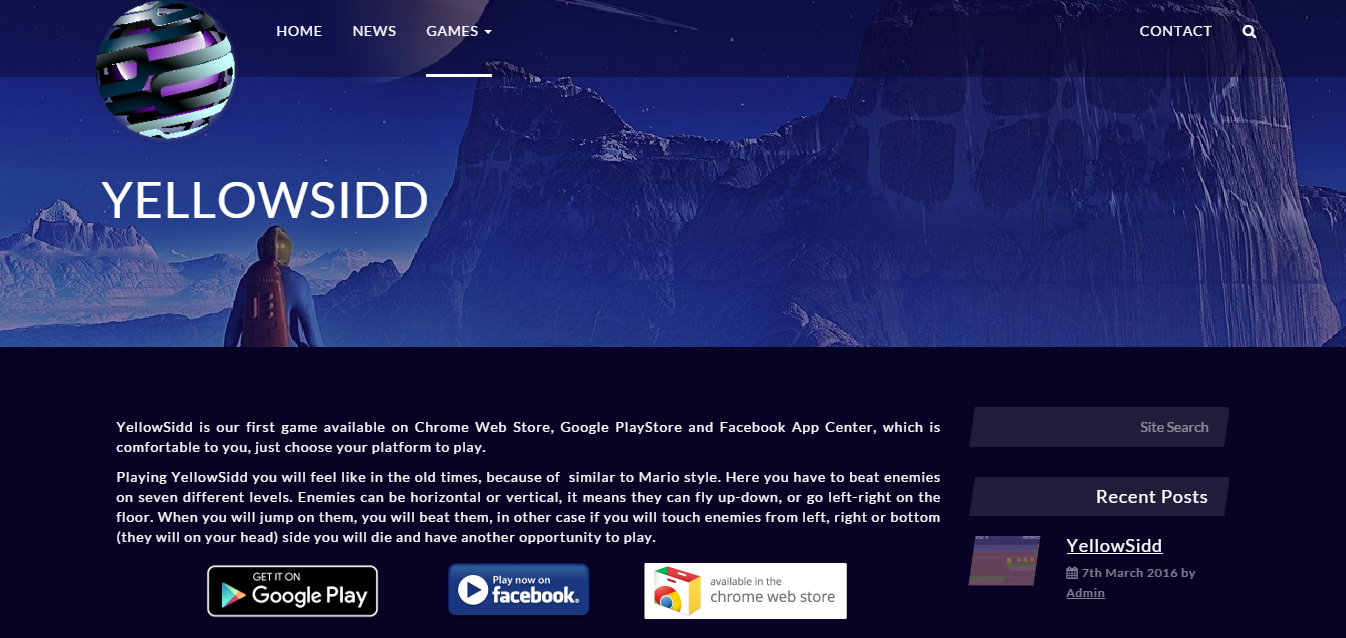 HOME NEWS GAMES CONTACT
YELLOWSIDD
YellowSidd is our first game available on Chrome Web Store, Google PlayStore and Facebook App Center, which is
comfortable to you, just choose your platform to play.
Playing YellowSidd you will feel like in the old times, because of similar to Mario style. Here you have to beat enemies
on seven different levels. Enemies can be horizontal or vertical, it means they can fly up-down, or go left-right on the
floor. When you will jump on them, you will beat them, in other case if you will touch enemies from left, right or bottom
(they will on your head) side you will die and have another opportunity to play.
GET IT ON
Google Play
Play now on
facebook.
available in the
chrome web store
Site Search
Recent Posts
YellowSidd
7th March 2016 by
Admin